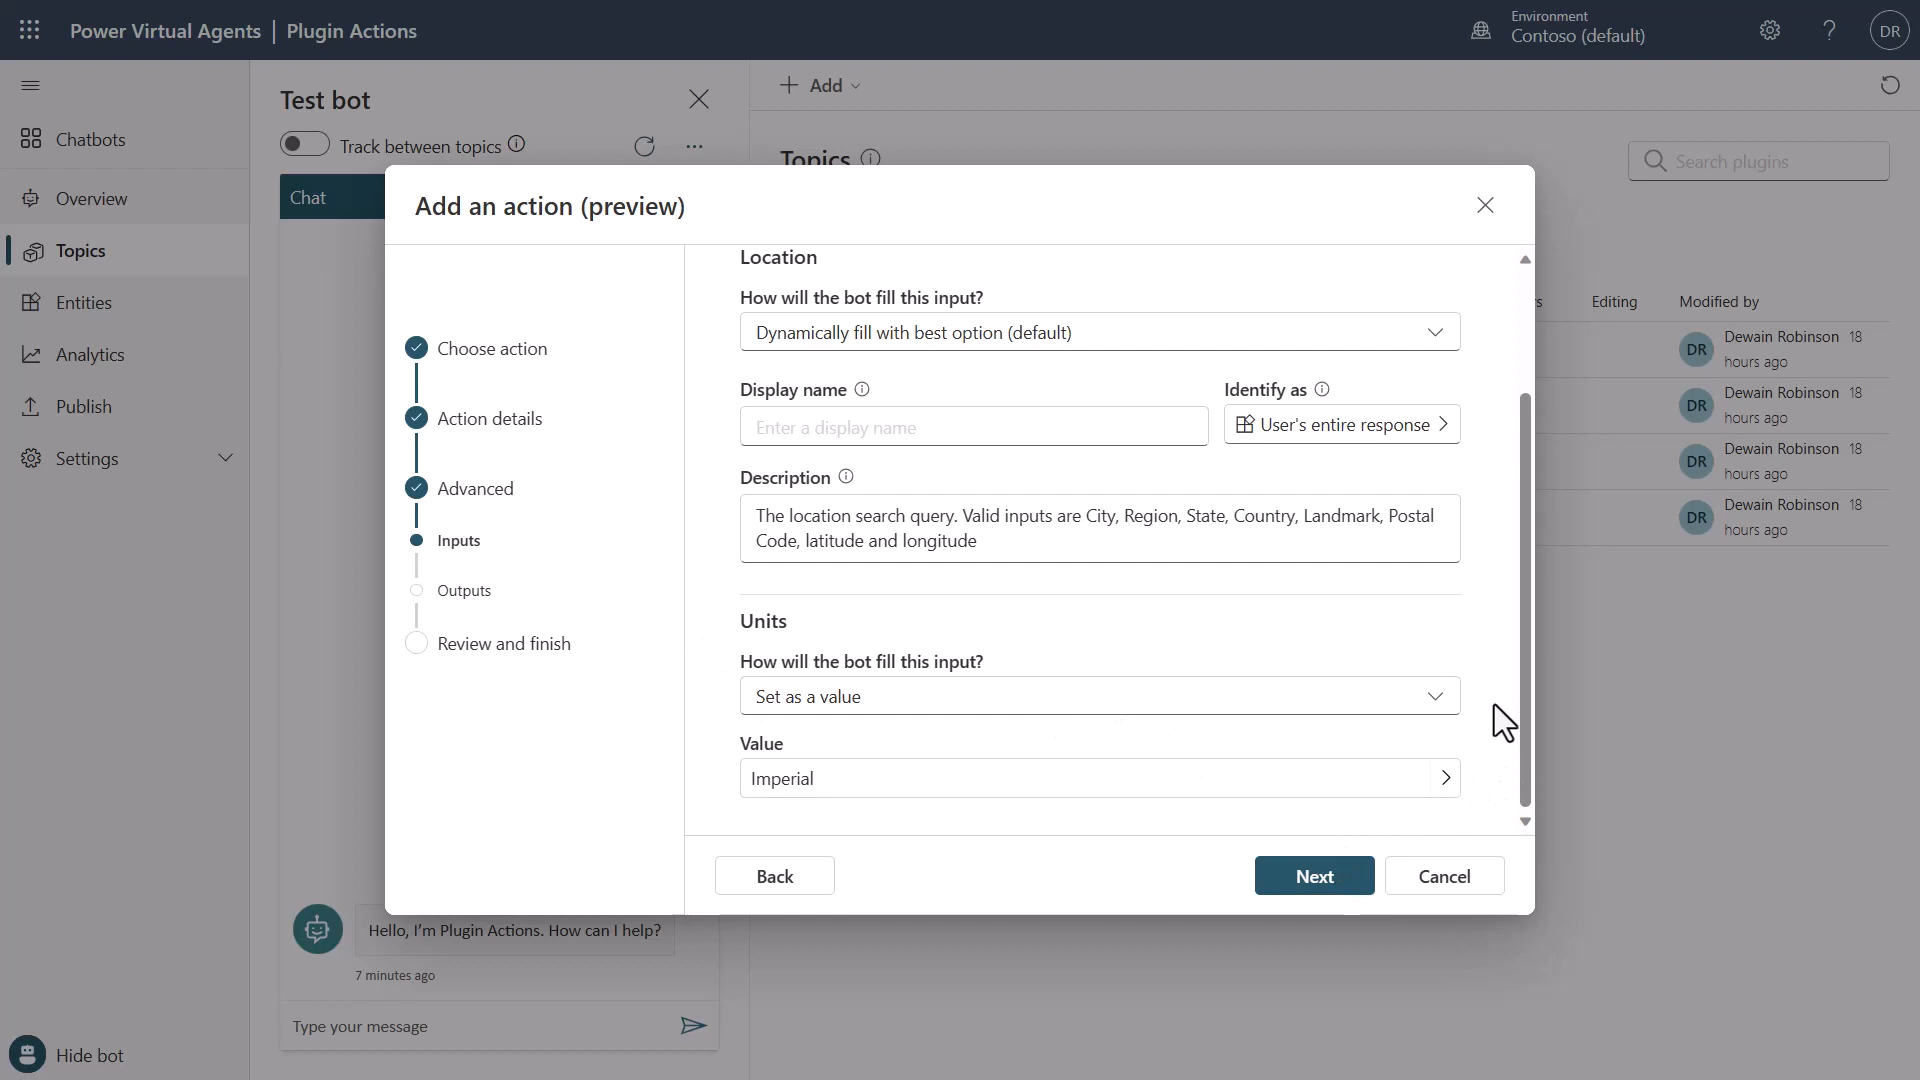 Power Virtual Agents | Plugin Actions
Environment
Contoso (default)
?
DR
Chatbots
Overview
Topics
Entities
Analytics
Publish
Settings
Hide bot
Test bot
Track between topics
...
Chat
Hello, I'm Plugin Actions. How can I help?
7 minutes ago
Type your message
Add
Topics
Search plugins
Editing
Modified by
DR
Dewain Robinson 18
hours ago
DR
Dewain Robinson 18
hours ago
DR
Dewain Robinson 18
hours ago
DR
Dewain Robinson 18
hours ago
Add an action (preview)
Choose action
Action details
Advanced
Inputs
Outputs
Review and finish
Location
How will the bot fill this input?
Dynamically fill with best option (default)
Display name
Identify as
Enter a display name
User's entire response
Description
The location search query. Valid inputs are City, Region, State, Country, Landmark, Postal
Code, latitude and longitude
Units
How will the bot fill this input?
Set as a value
Value
Imperial
Back
Next
Cancel